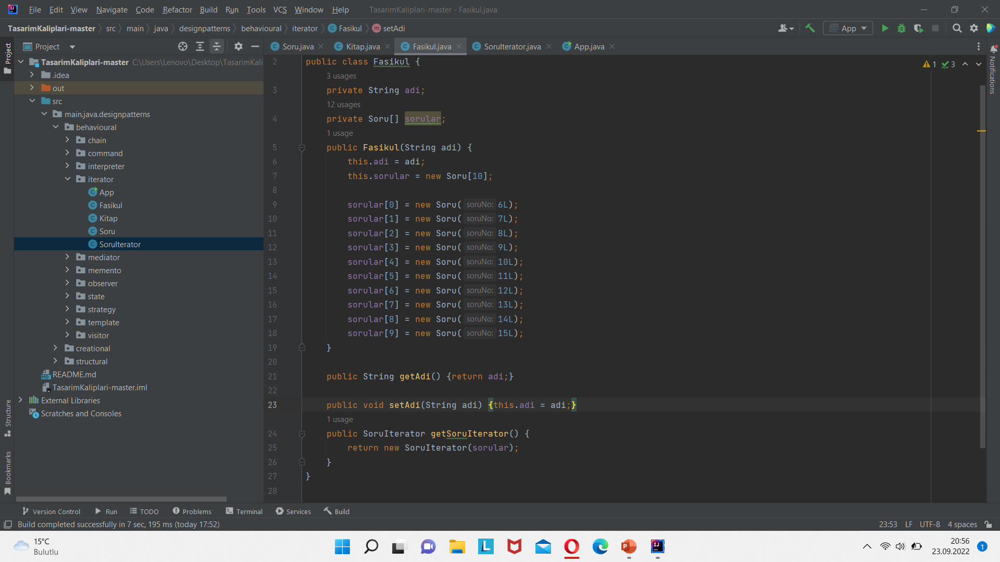 File Edit View Navigate Code Refactor Build Run Tools VCS Window Help TasarimKaliplari-master - Fasikul.java
TasarimKaliplari-master src main java designpatterns behavioural iterator Fasikul setAdi App
Project Soru.java Kitap.java Fasikul.java SoruIterator.java App.java
Project
Notifications
Structure
Bookmarks
TasarimKaliplari-master C:\Users\Lenovo\Desktop\TasarimKali
.idea
out
src
main.java.designpatterns
behavioural
chain
command
interpreter
iterator
App
Fasikul
Kitap
Soru
SoruIterator
mediator
memento
observer
state
strategy
template
visitor
creational
structural
README.md
TasarimKaliplari-master.iml
External Libraries
Scratches and Consoles
1 3
2 public class Fasikul {
3 usages
3 private String adi;
12 usages
4 private Soru[] sorular;
1 usage
5 public Fasikul(String adi) {
6 this.adi = adi;
7 this.sorular = new Soru[10];
8
9 sorular[0] = new Soru( soruNo: 6L);
10 sorular[1] = new Soru( soruNo: 7L);
11 sorular[2] = new Soru( soruNo: 8L);
12 sorular[3] = new Soru( soruNo: 9L);
13 sorular[4] = new Soru( soruNo: 10L);
14 sorular[5] = new Soru( soruNo: 11L);
15 sorular[6] = new Soru( soruNo: 12L);
16 sorular[7] = new Soru( soruNo: 13L);
17 sorular[8] = new Soru( soruNo: 14L);
18 sorular[9] = new Soru( soruNo: 15L);
19 }
20
21 public String getAdi() {return adi;}
22
23 public void setAdi(String adi) {this.adi = adi;}
1 usage
24 public SoruIterator getSoruIterator() {
25 return new SoruIterator(sorular);
26 }
27 }
28
Version Control Run TODO Problems Terminal Services Build
Build completed successfully in 7 sec, 195 ms (today 17:52) 23:53 LF UTF-8 4 spaces
15°C
Bulutlu
20:56
23.09.2022
1